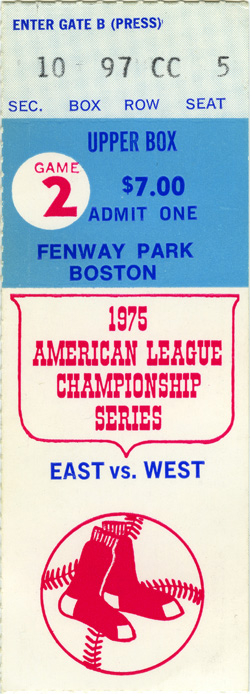 ENTER GATE B (PRESS)
10 97 CC 5
SEC. BOX ROW SEAT
UPPER BOX
GAME
2
$7.00
ADMIT ONE
FENWAY PARK
BOSTON
1975
AMERICAN LEAGUE
CHAMPIONSHIP
SERIES
EAST vs. WEST